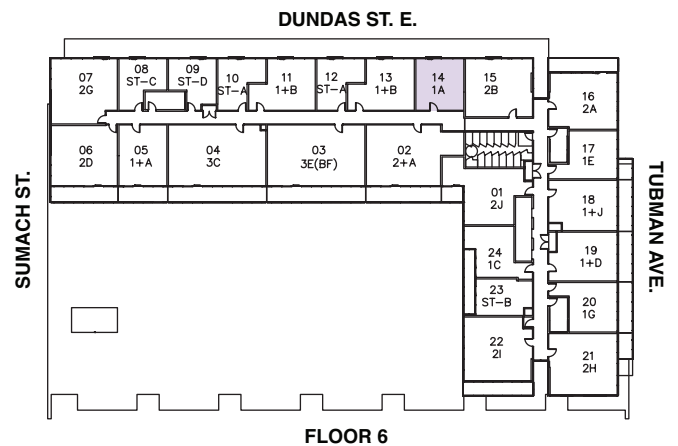 DUNDAS ST. E.
07
2G
08
ST-C
09
ST-D
10
ST-A
11
1+B
12
ST-A
13
1+B
14
1A
15
2B
16
2A
06
2D
05
1+A
04
3C
03
3E(BF)
02
2+A
17
1E
01
2J
18
1+J
SUMACH ST.
TUBMAN AVE.
24
1C
19
1+D
23
ST-B
20
1G
22
2I
21
2H
FLOOR 6